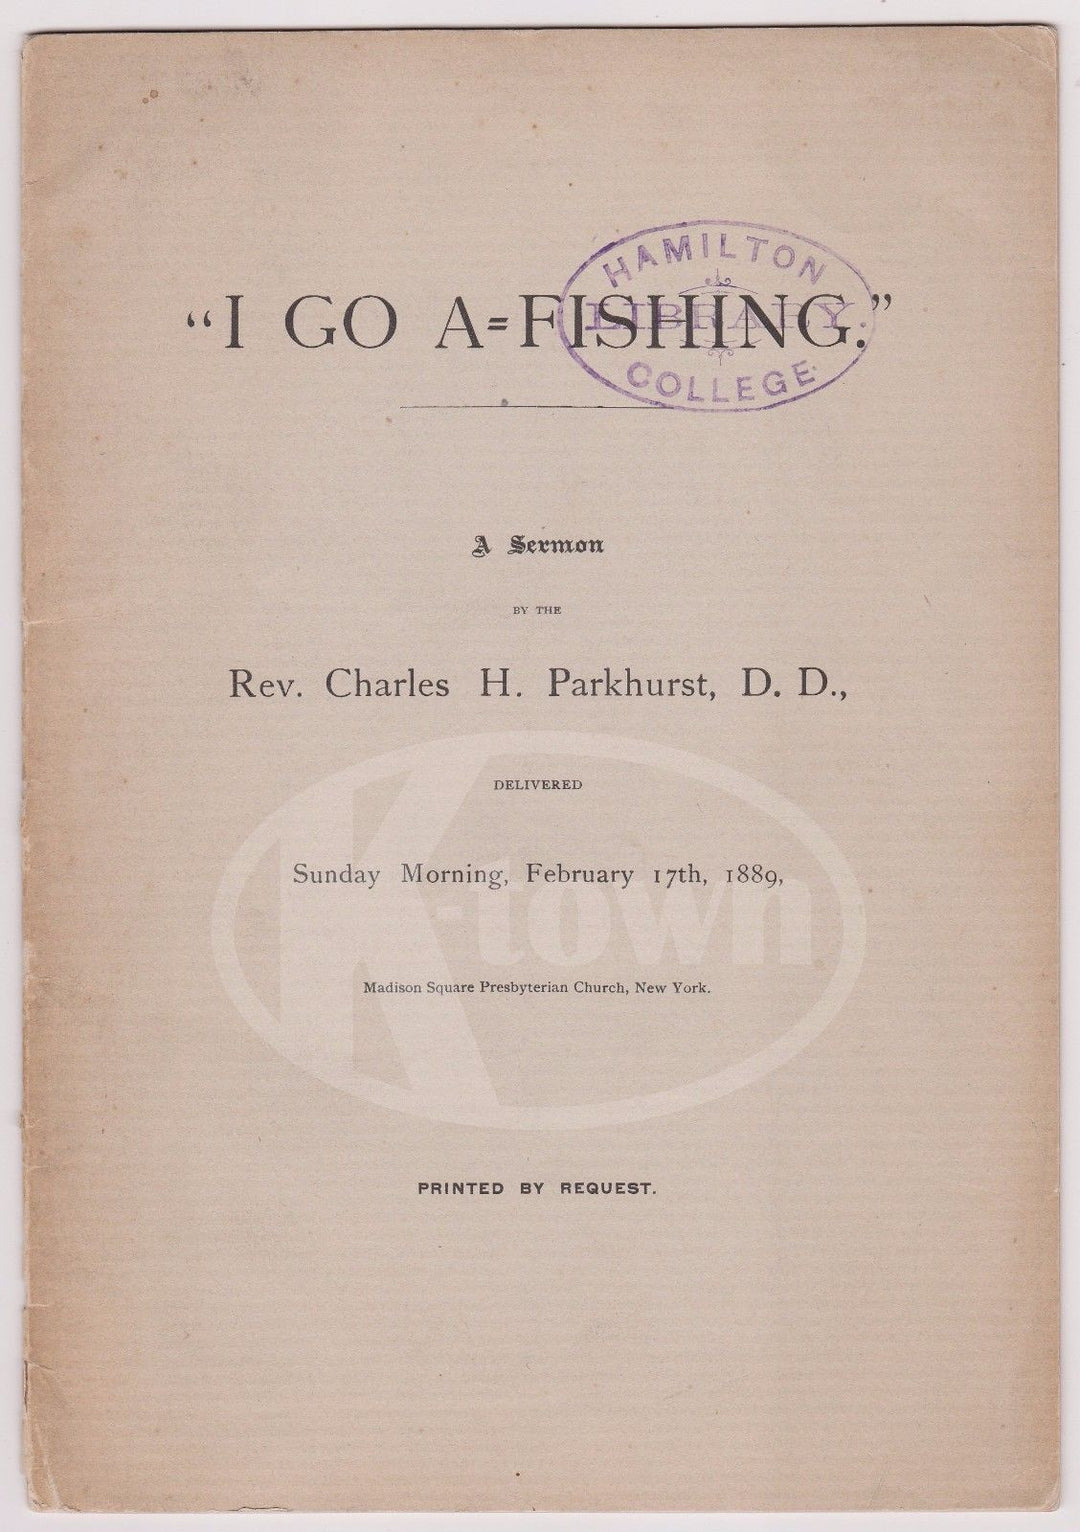 HAMILTON
LIBRARY.
COLLEGE
“I GO A=FISHING.”
A Sermon
BY THE
Rev. Charles H. Parkhurst, D. D.,
DELIVERED
Sunday Morning, February 17th, 1889,
K-town
Madison Square Presbyterian Church, New York.
PRINTED BY REQUEST.